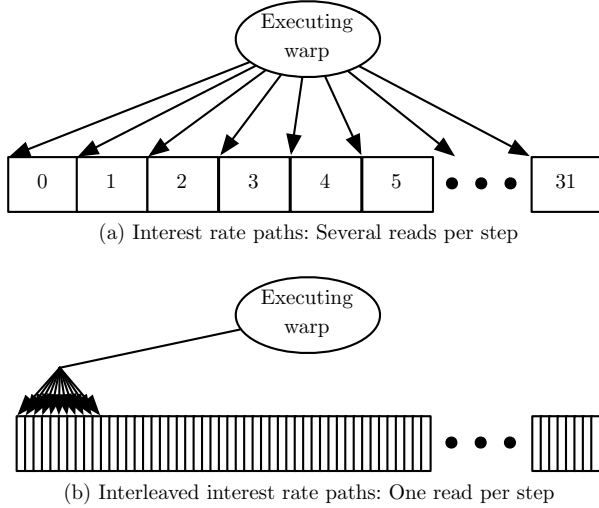 Executing
warp
0 1 2 3 4 5 31
(a) Interest rate paths: Several reads per step
Executing
warp
(b) Interleaved interest rate paths: One read per step